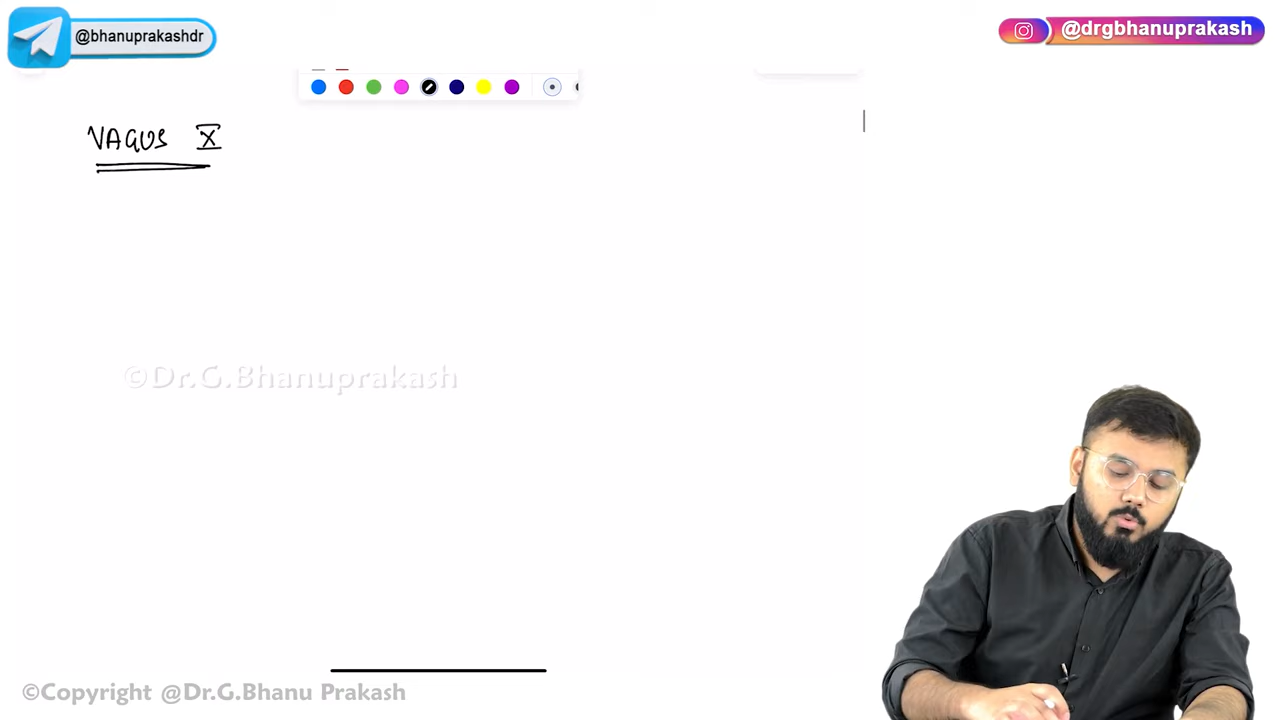 @bhanuprakashdr
@drgbhanuprakash
VAGUS X
©Dr.G.Bhanuprakash
©Copyright @Dr.G.Bhanu Prakash